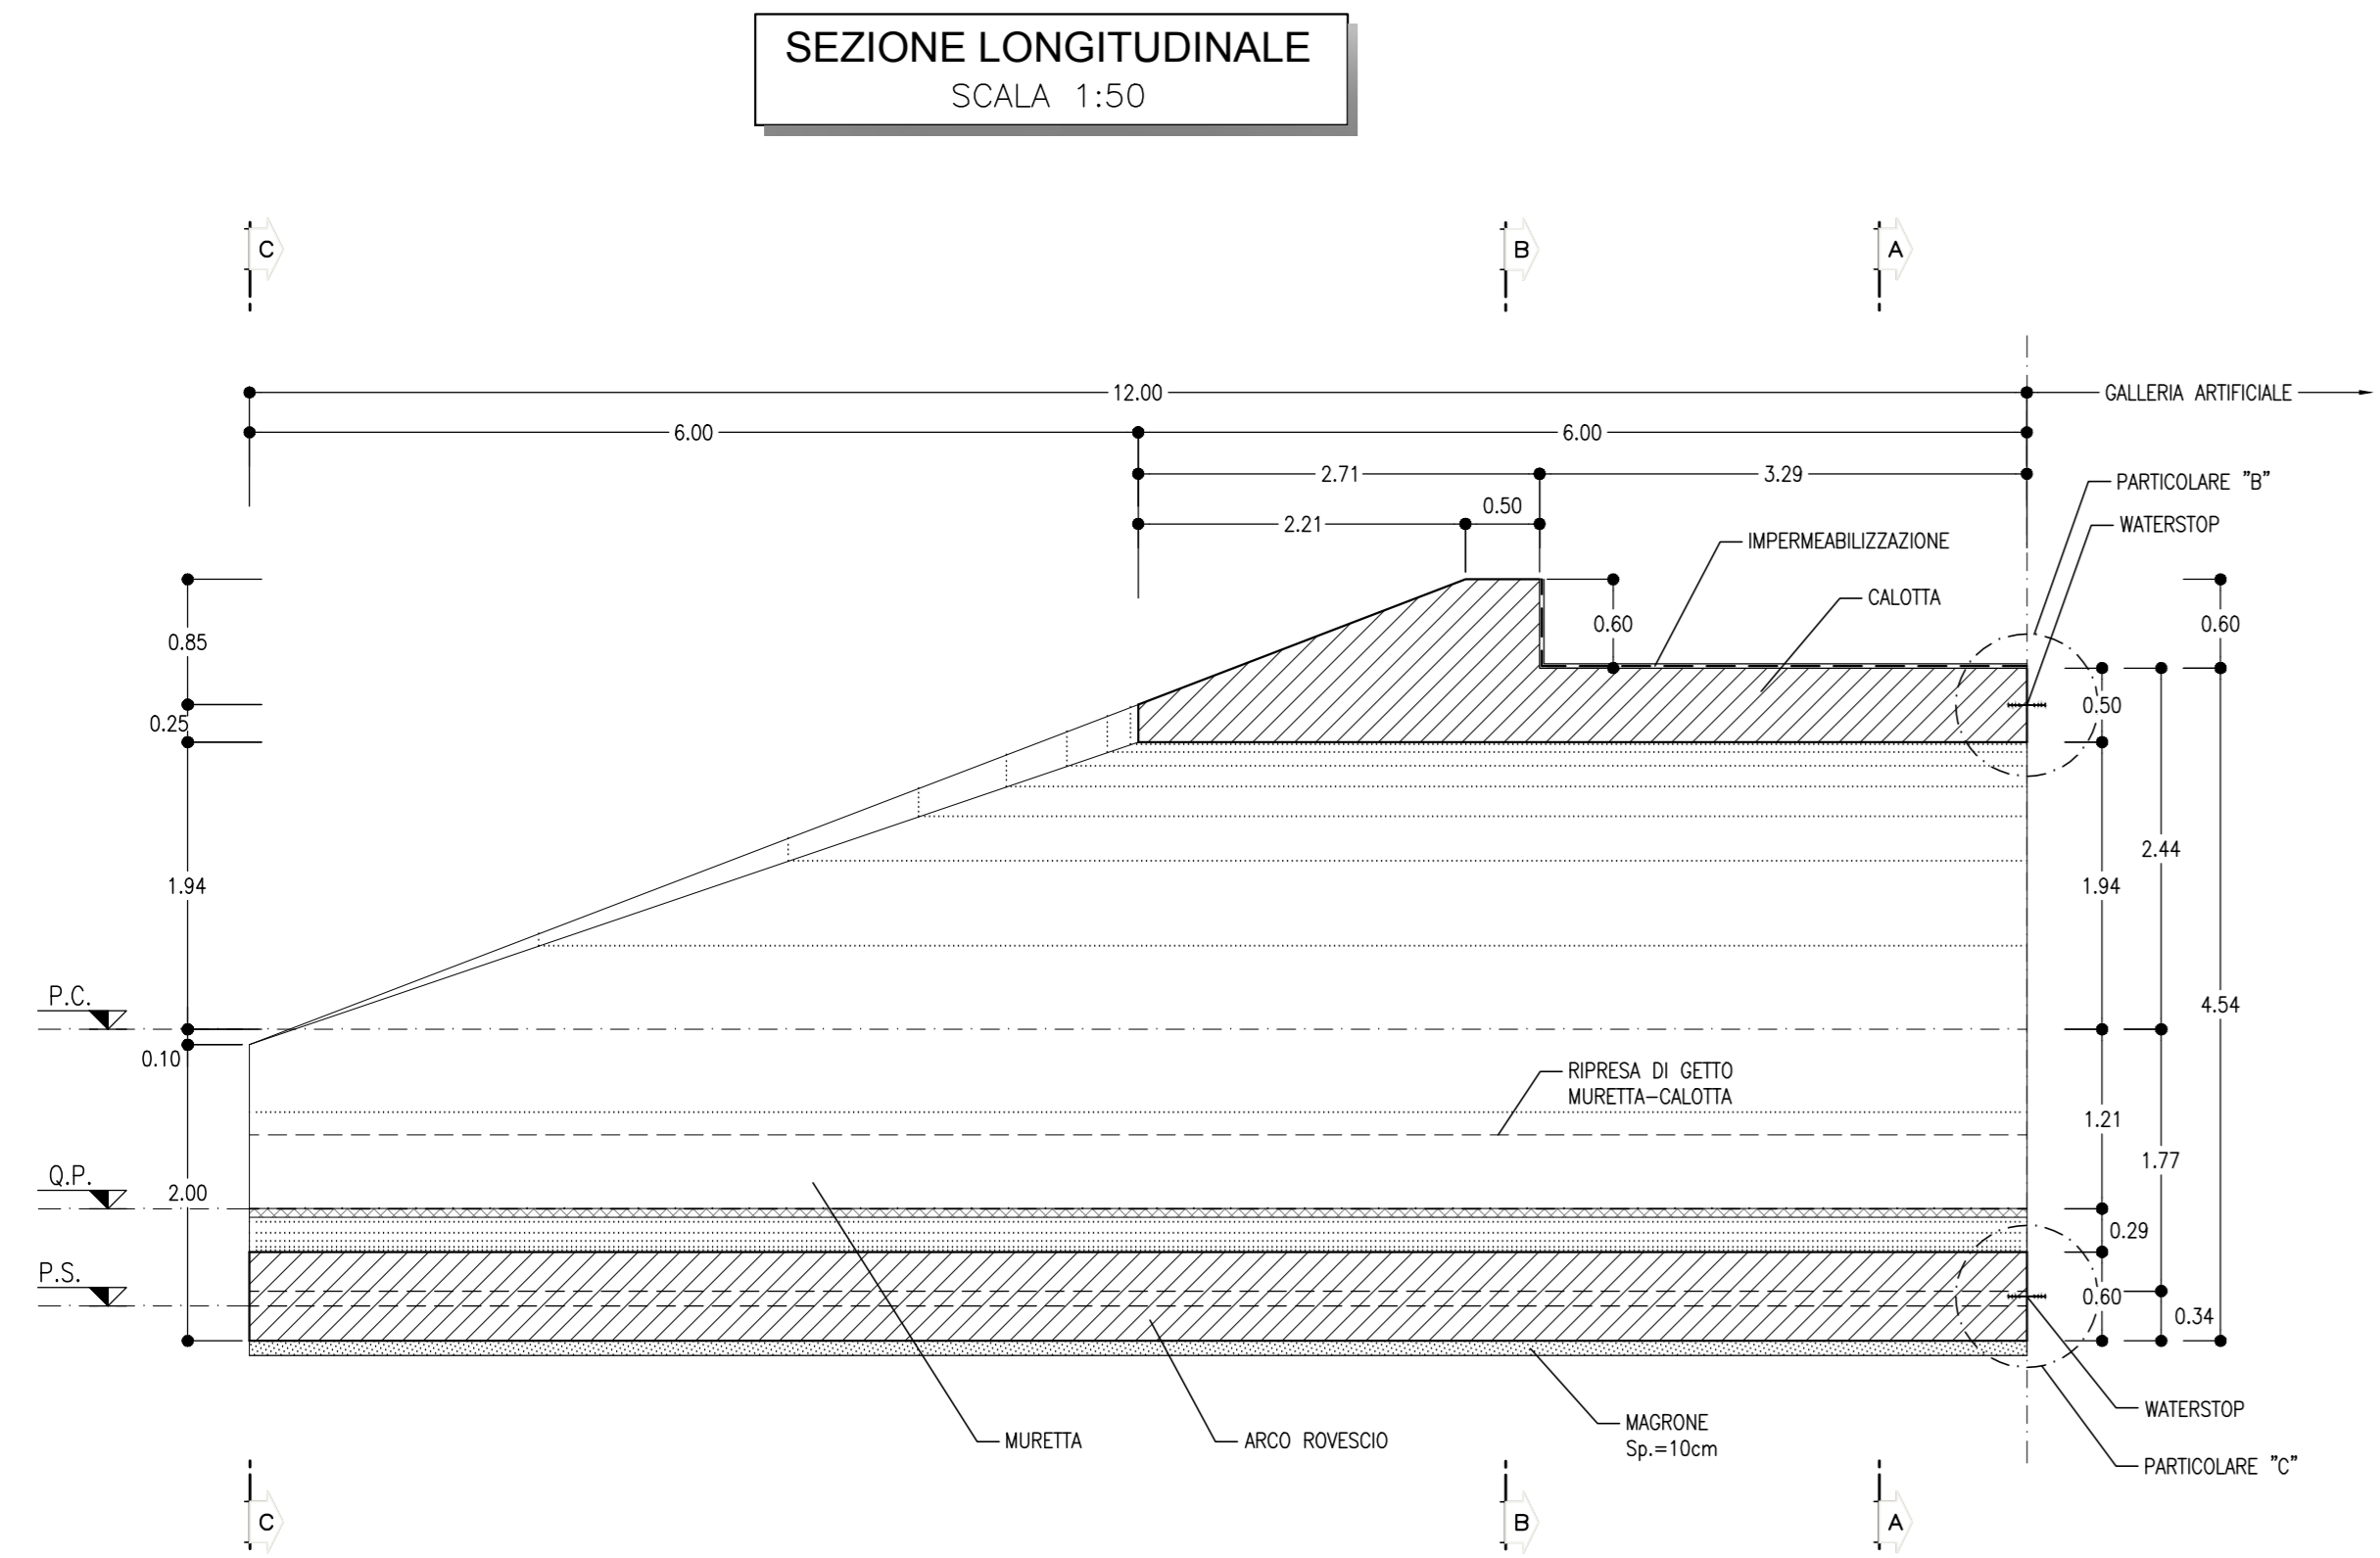 SEZIONE LONGITUDINALE
SCALA 1:50
C
B
A
12.00
GALLERIA ARTIFICIALE
6.00
6.00
2.71
3.29
PARTICOLARE "B"
2.21
0.50
WATERSTOP
IMPERMEABILIZZAZIONE
CALOTTA
0.85
0.60
0.60
0.25
0.50
1.94
2.44
1.94
P.C.
4.54
0.10
RIPRESA DI GETTO
MURETTA-CALOTTA
1.21
1.77
Q.P.
2.00
0.29
P.S.
0.60
0.34
WATERSTOP
MURETTA
ARCO ROVESCIO
MAGRONE
Sp.=10cm
PARTICOLARE "C"
C
B
A